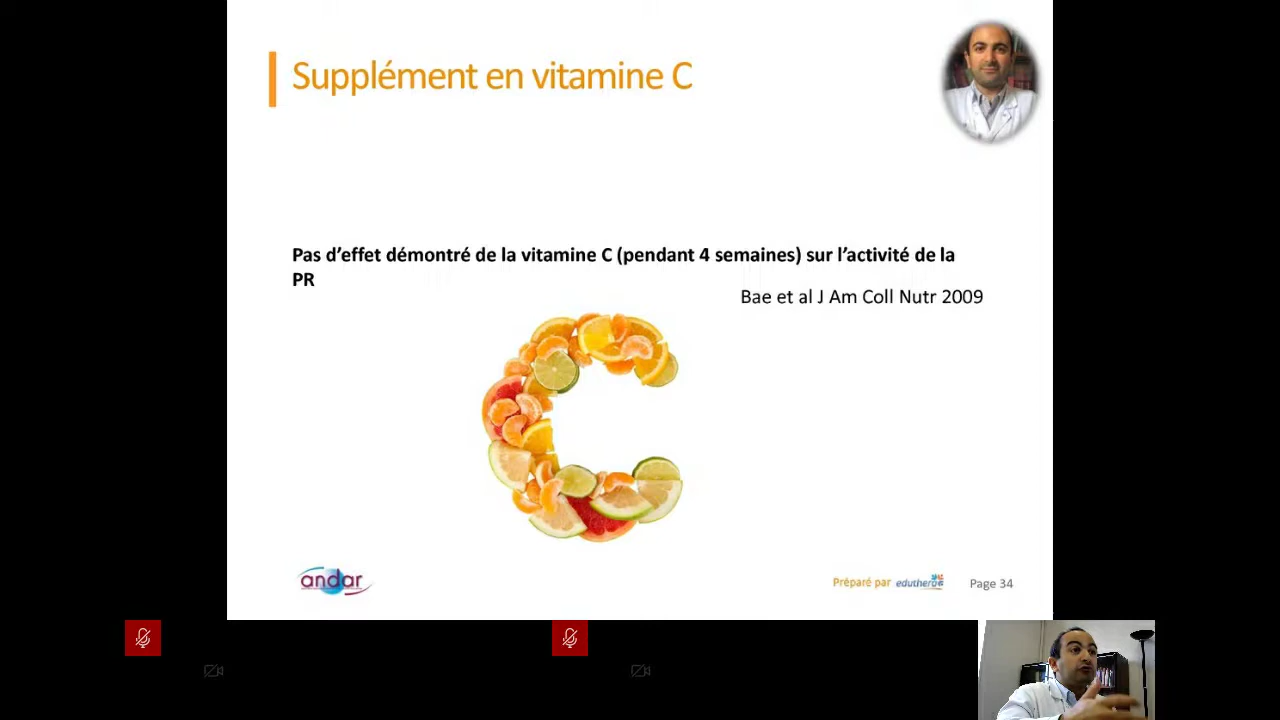 Supplément en vitamine C
Pas d’effet démontré de la vitamine C (pendant 4 semaines) sur l’activité de la
PR
Bae et al J Am Coll Nutr 2009
andar
Préparé par eduthera
Page 34